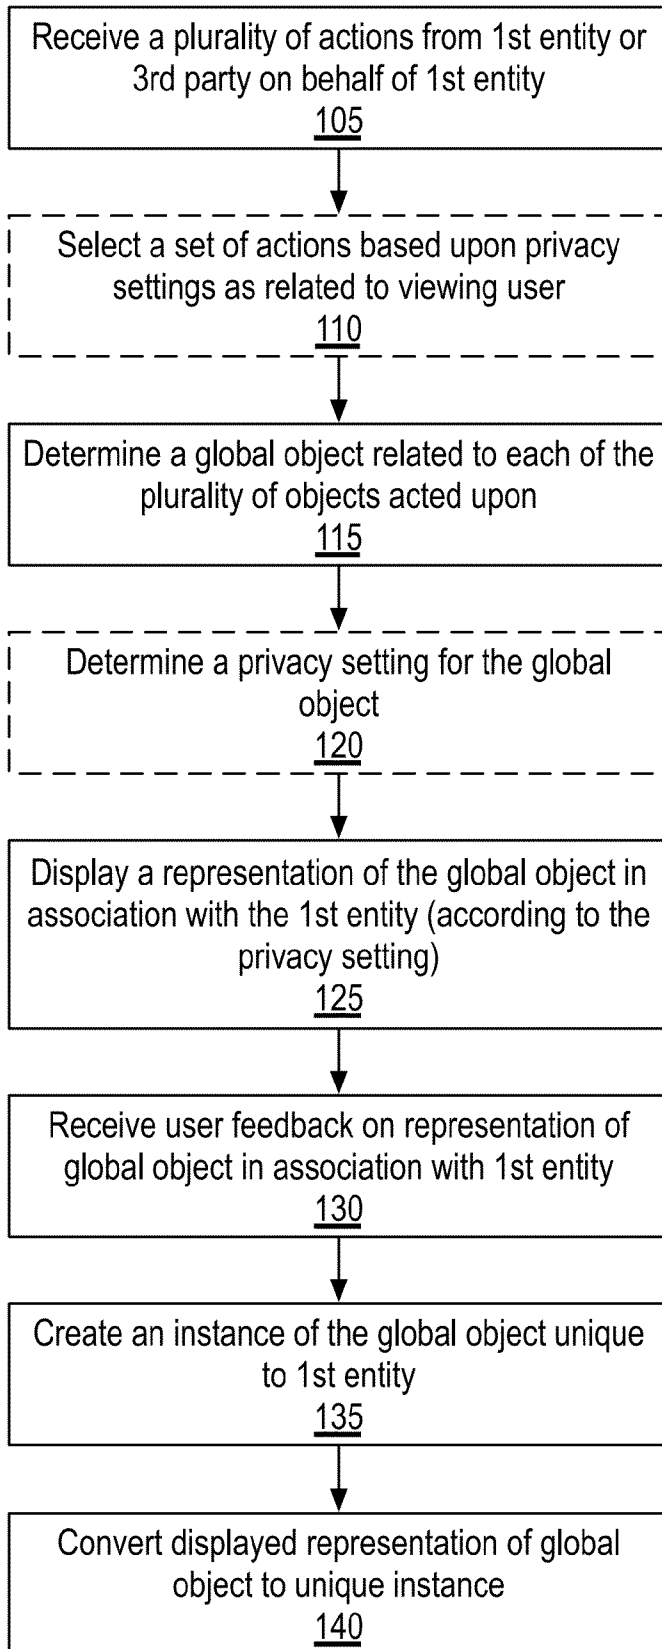 Receive a plurality of actions from 1st entity or
3rd party on behalf of 1st entity
105
Select a set of actions based upon privacy
settings as related to viewing user
110
Determine a global object related to each of the
plurality of objects acted upon
115
Determine a privacy setting for the global
object
120
Display a representation of the global object in
association with the 1st entity (according to the
privacy setting)
125
Receive user feedback on representation of
global object in association with 1st entity
130
Create an instance of the global object unique
to 1st entity
135
Convert displayed representation of global
object to unique instance
140